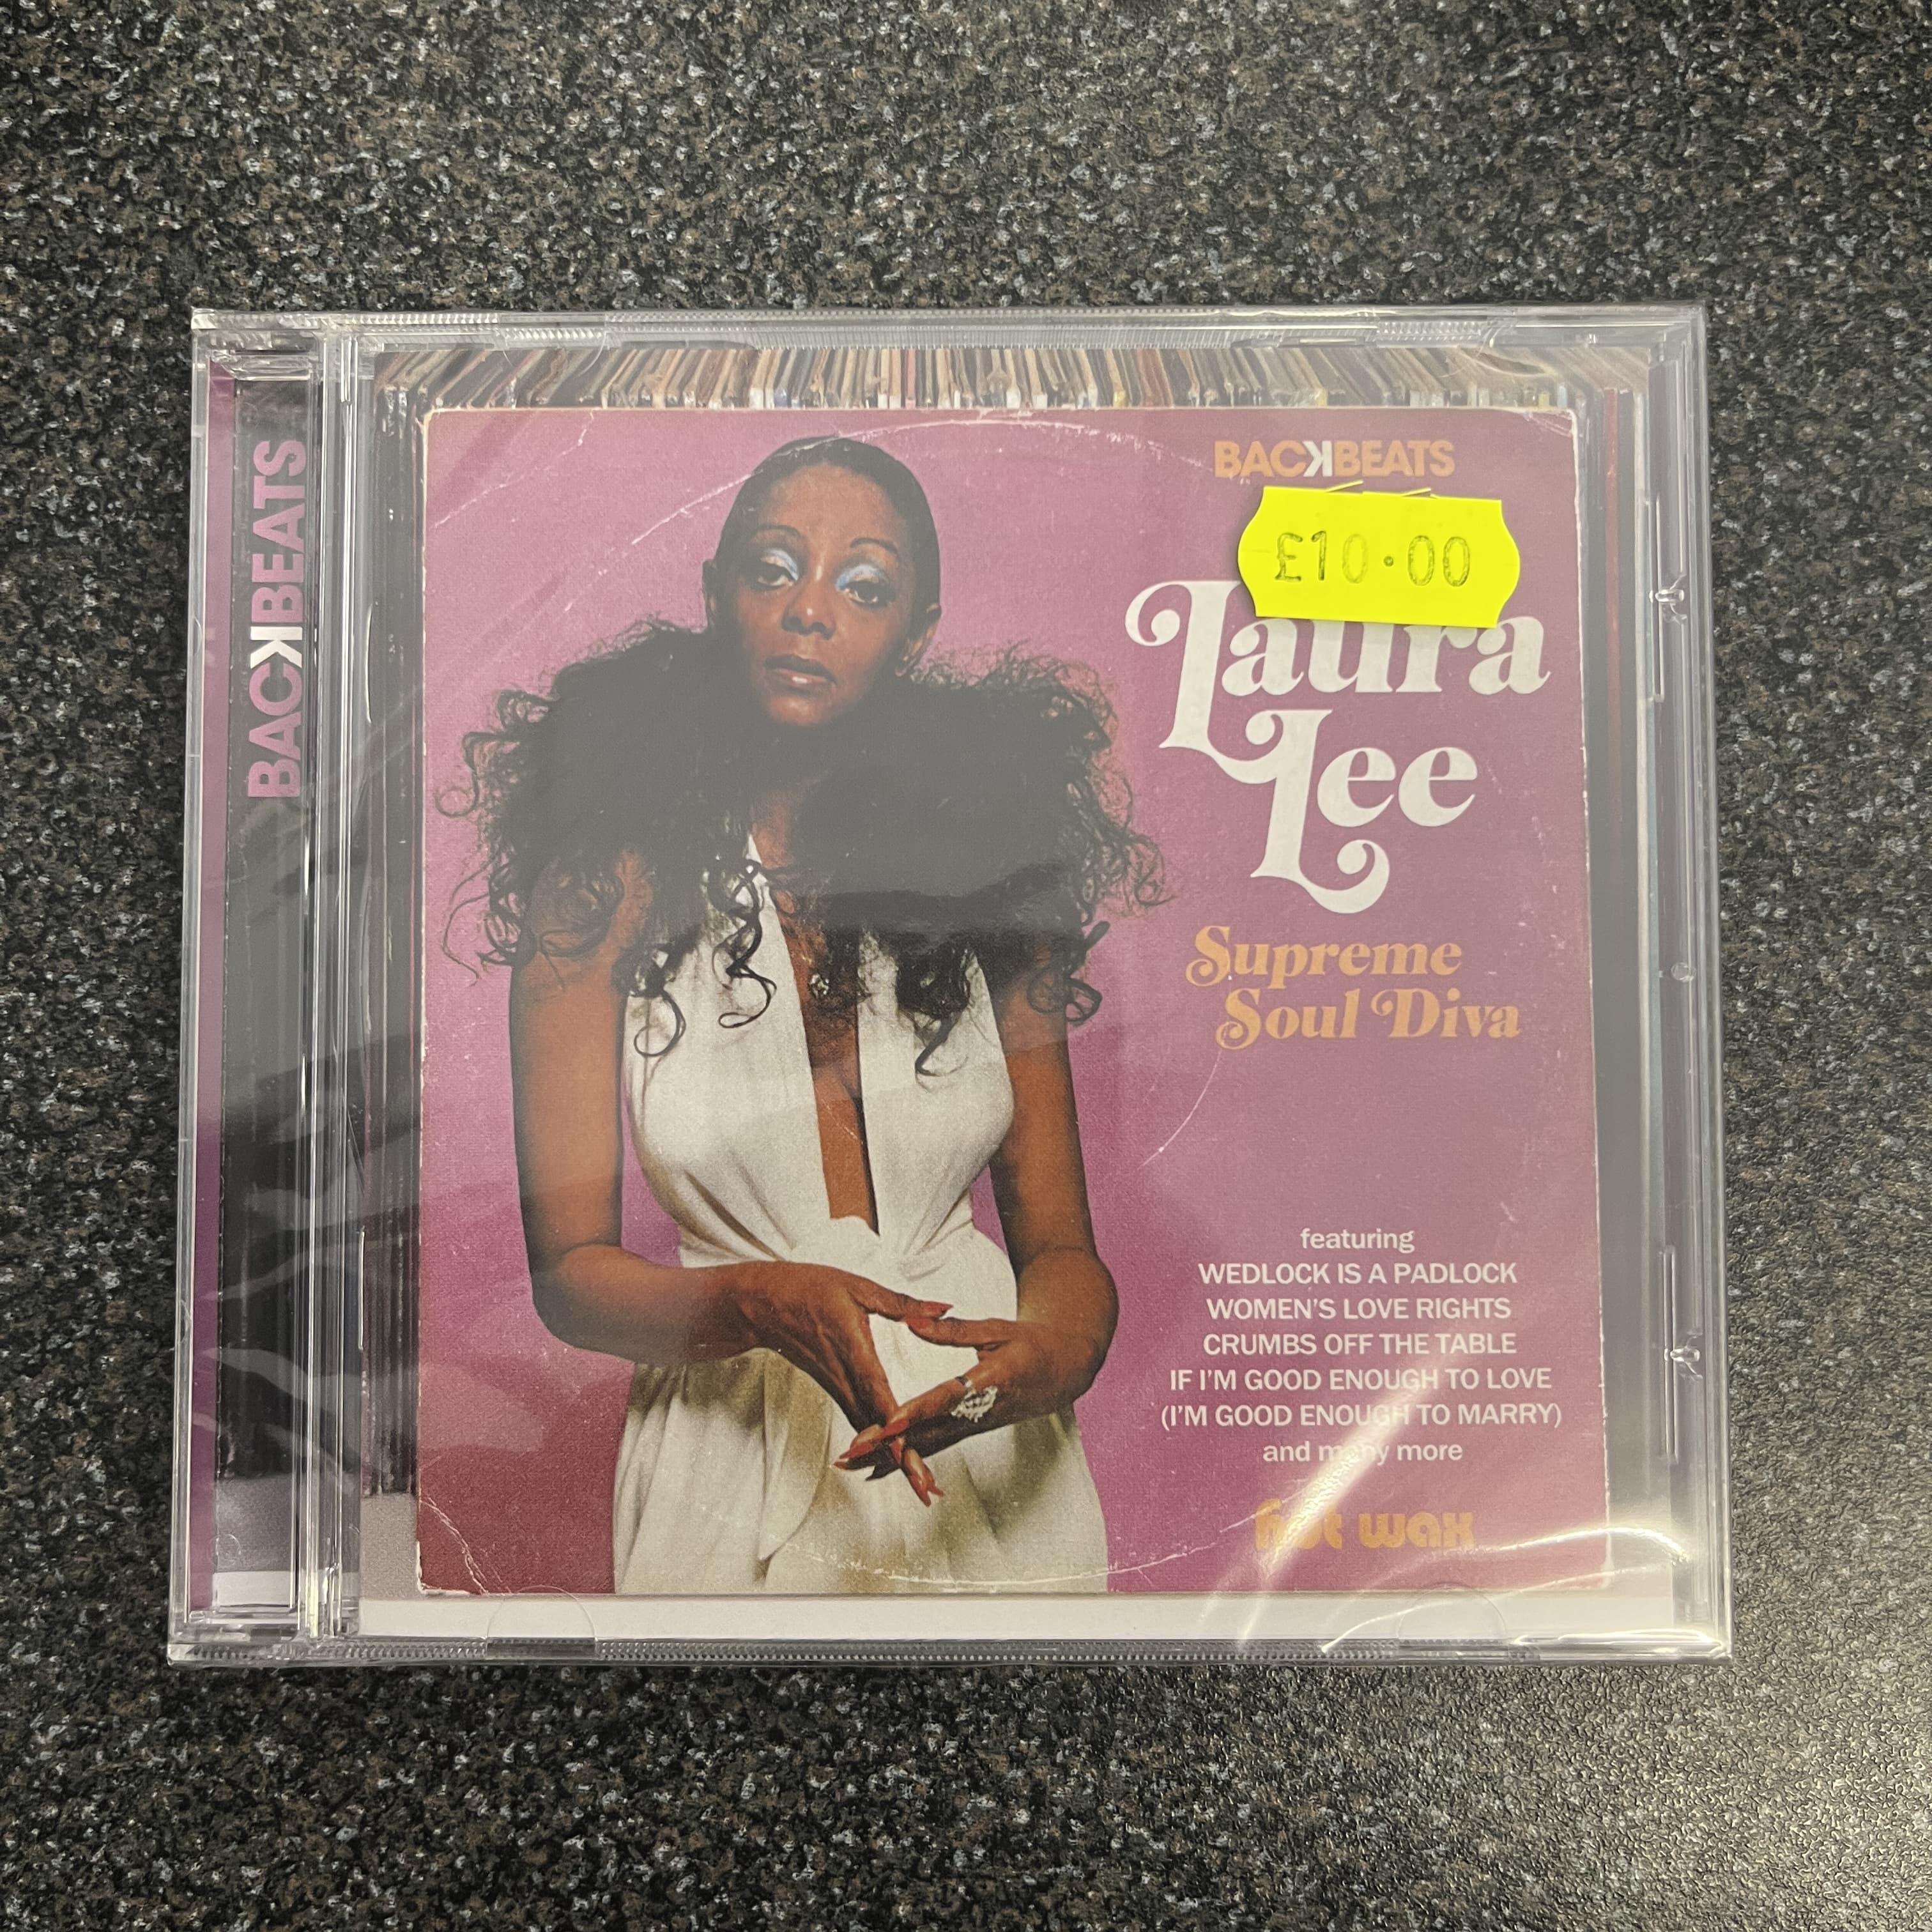 BACKBEATS
BACKBEATS
£10.00
Laura
Lee
Supreme
Soul Diva
featuring
WEDLOCK IS A PADLOCK
WOMEN'S LOVE RIGHTS
CRUMBS OFF THE TABLE
IF I'M GOOD ENOUGH TO LOVE
(I'M GOOD ENOUGH TO MARRY)
and many more
hot wax